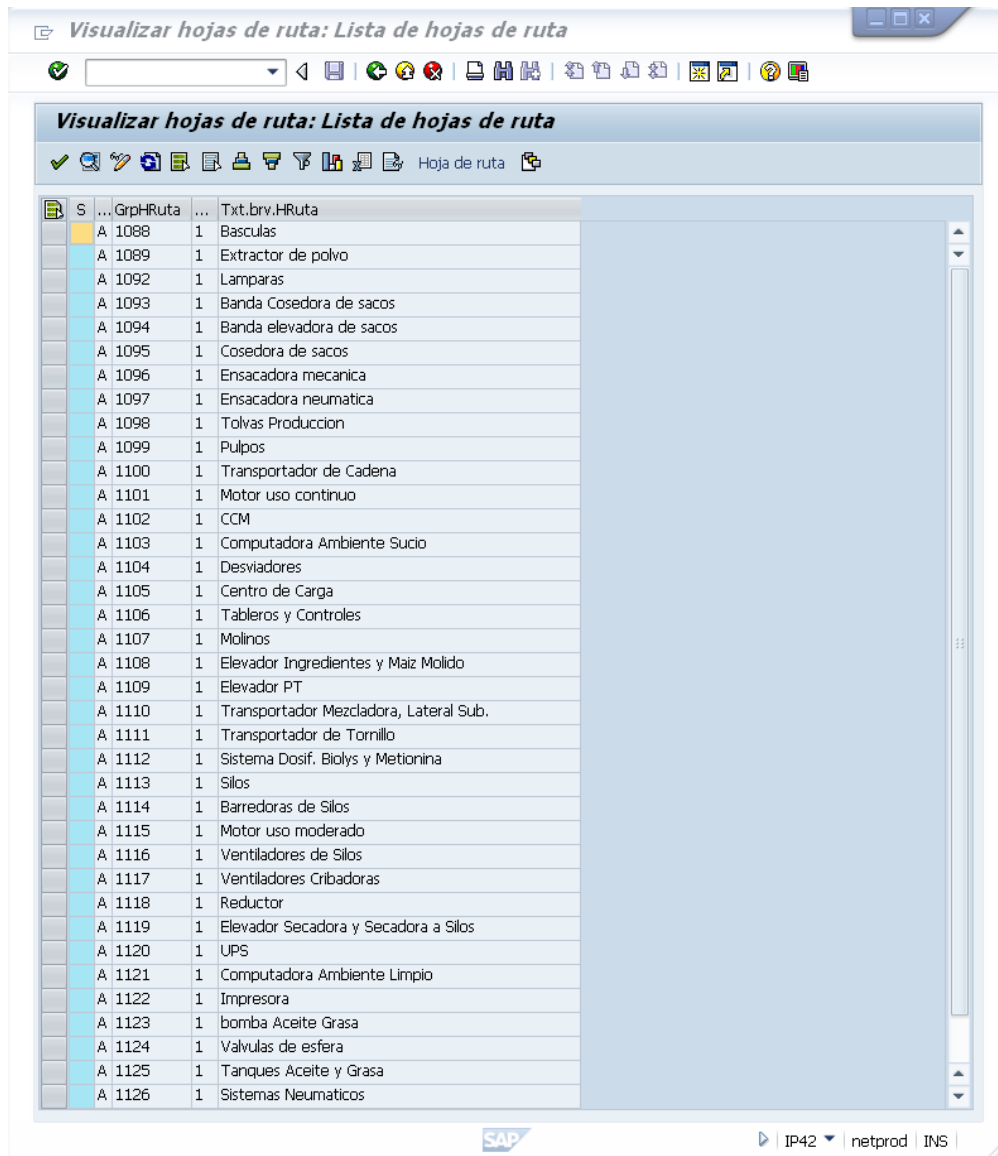 Visualizar hojas de ruta: Lista de hojas de ruta
Visualizar hojas de ruta: Lista de hojas de ruta
Hoja de ruta
S ... GrpHRuta ... Txt.brv.HRuta
A 1088 1 Basculas
A 1089 1 Extractor de polvo
A 1092 1 Lamparas
A 1093 1 Banda Cosedora de sacos
A 1094 1 Banda elevadora de sacos
A 1095 1 Cosedora de sacos
A 1096 1 Ensacadora mecanica
A 1097 1 Ensacadora neumatica
A 1098 1 Tolvas Produccion
A 1099 1 Pulpos
A 1100 1 Transportador de Cadena
A 1101 1 Motor uso continuo
A 1102 1 CCM
A 1103 1 Computadora Ambiente Sucio
A 1104 1 Desviadores
A 1105 1 Centro de Carga
A 1106 1 Tableros y Controles
A 1107 1 Molinos
A 1108 1 Elevador Ingredientes y Maiz Molido
A 1109 1 Elevador PT
A 1110 1 Transportador Mezcladora, Lateral Sub.
A 1111 1 Transportador de Tornillo
A 1112 1 Sistema Dosif. Biolys y Metionina
A 1113 1 Silos
A 1114 1 Barredoras de Silos
A 1115 1 Motor uso moderado
A 1116 1 Ventiladores de Silos
A 1117 1 Ventiladores Cribadoras
A 1118 1 Reductor
A 1119 1 Elevador Secadora y Secadora a Silos
A 1120 1 UPS
A 1121 1 Computadora Ambiente Limpio
A 1122 1 Impresora
A 1123 1 bomba Aceite Grasa
A 1124 1 Valvulas de esfera
A 1125 1 Tanques Aceite y Grasa
A 1126 1 Sistemas Neumaticos
SAP IP42 netprod INS